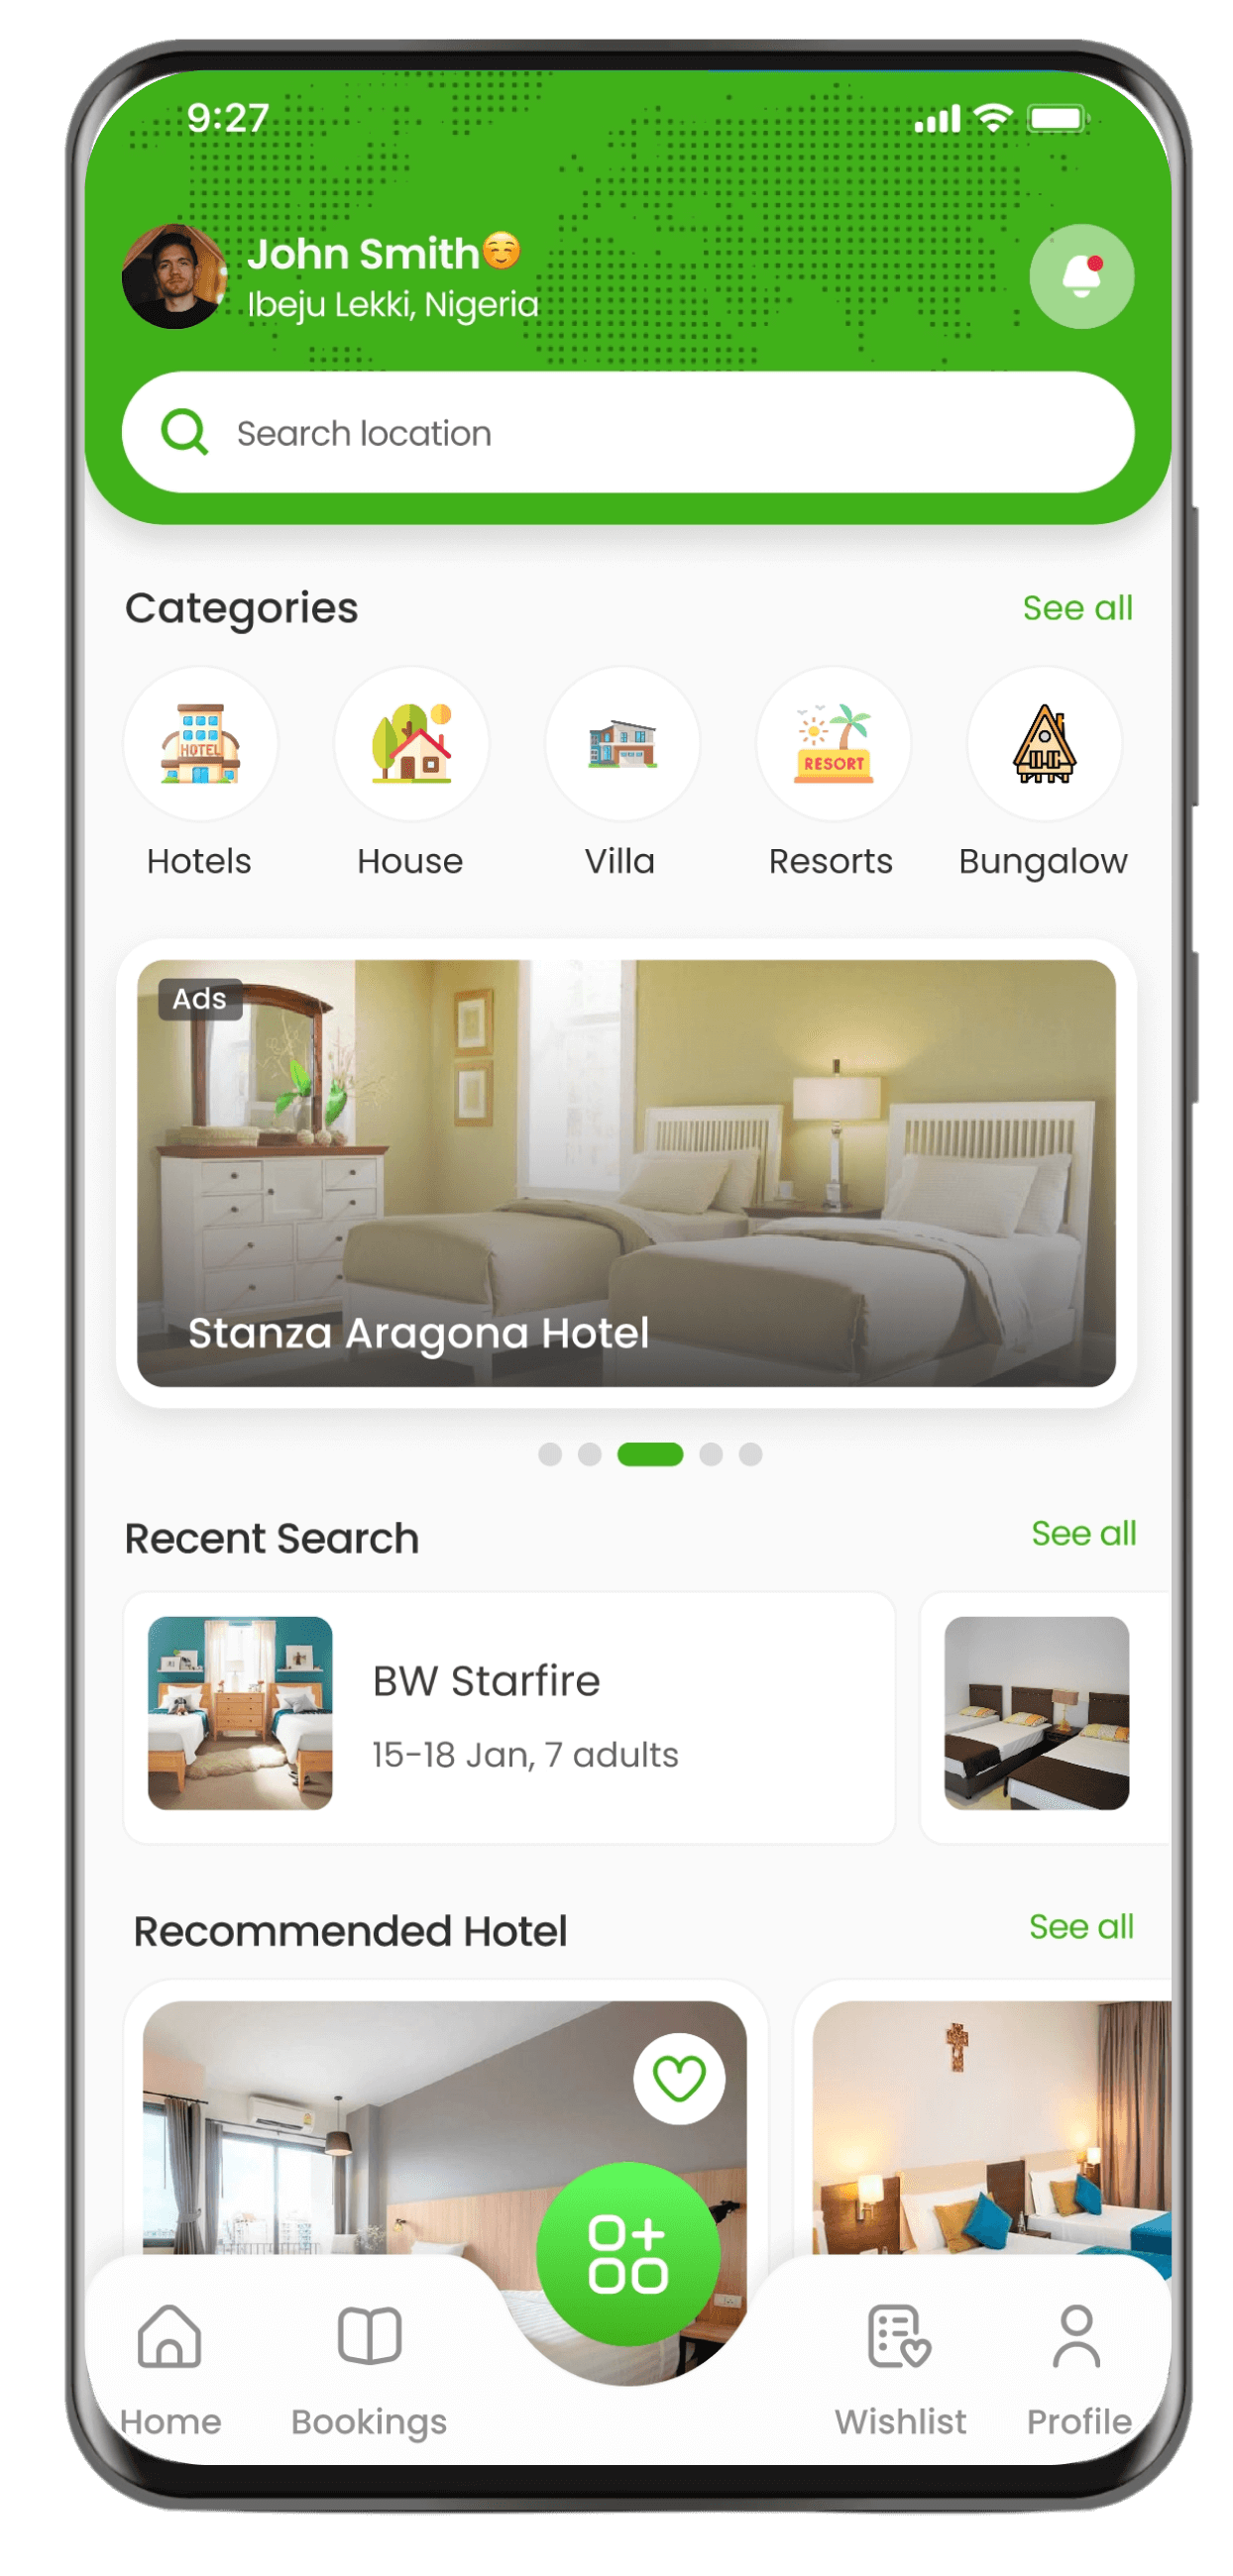 9:27
John Smith😊
Ibeju Lekki, Nigeria
Search location
Categories
See all
HOTEL
RESORT
Hotels
House
Villa
Resorts
Bungalow
Ads
Stanza Aragona Hotel
Recent Search
See all
BW Starfire
15-18 Jan, 7 adults
Recommended Hotel
See all
Home
Bookings
Wishlist
Profile